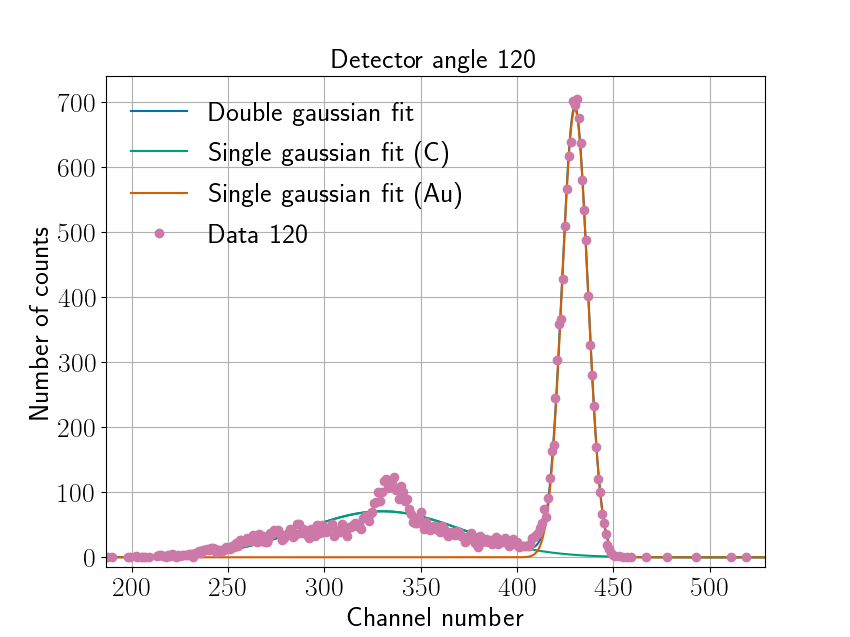 Detector angle 120
Double gaussian fit
Single gaussian fit (C)
Single gaussian fit (Au)
Data 120
Number of counts
700
600
500
400
300
200
100
0
200 250 300 350 400 450 500
Channel number